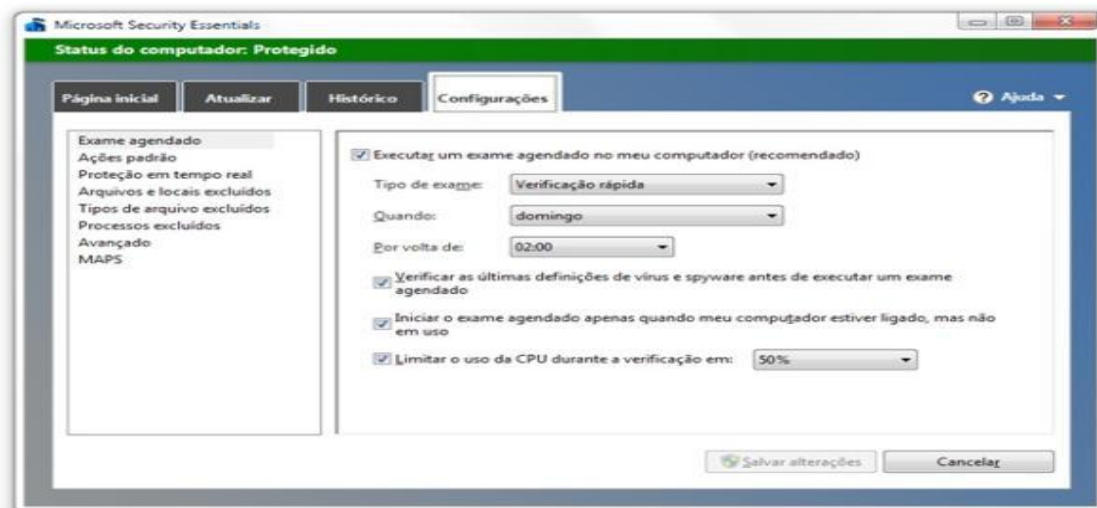 Microsoft Security Essentials
Status do computador: Protegido
Página inicial
Atualizar
Histórico
Configurações
Ajuda
Exame agendado
Ações padrão
Proteção em tempo real
Arquivos e locais excluídos
Tipos de arquivo excluídos
Processos excluídos
Avançado
MAPS
Executar um exame agendado no meu computador (recomendado)
Tipo de exame: Verificação rápida
Quando: domingo
Por volta de: 02:00
Verificar as últimas definições de vírus e spyware antes de executar um exame
agendado
Iniciar o exame agendado apenas quando meu computador estiver ligado, mas não
em uso
Limitar o uso da CPU durante a verificação em: 50%
Salvar alterações
Cancelar